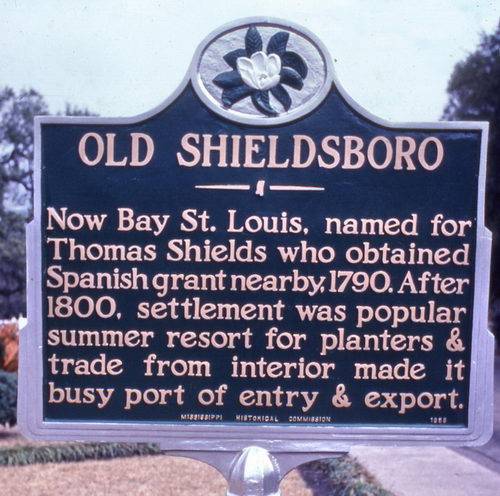 OLD SHIELDSBORO
Now Bay St. Louis, named for
Thomas Shields who obtained
Spanish grant nearby, 1790. After
1800, settlement was popular
summer resort for planters &
trade from interior made it
busy port of entry & export.
MISSISSIPPI HISTORICAL COMMISSION